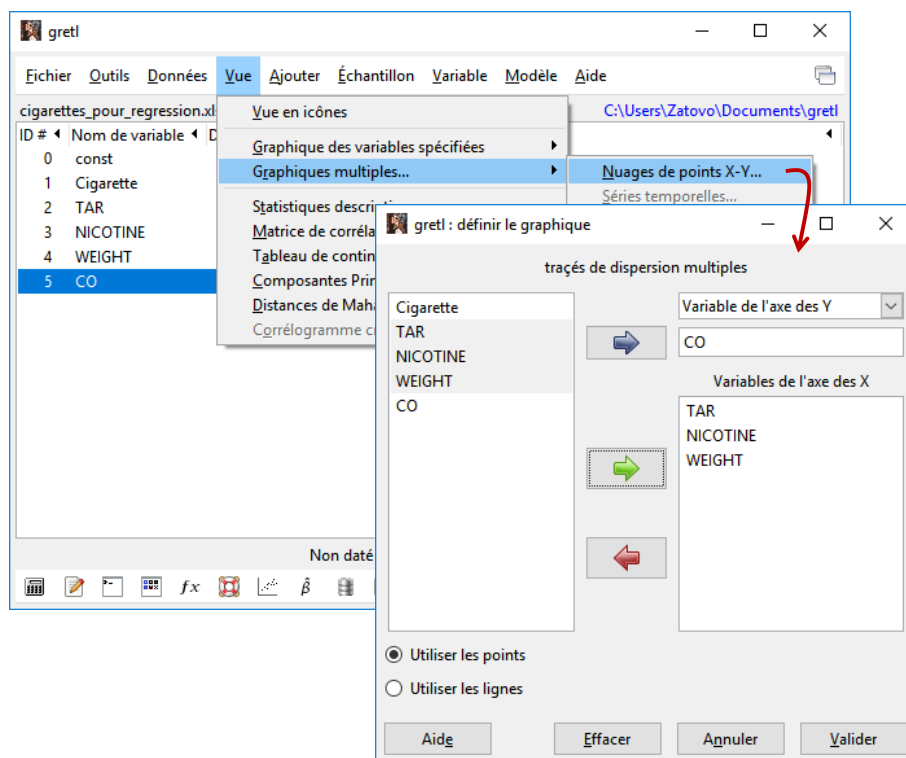 gretl
Fichier Outils Données Vue Ajouter Échantillon Variable Modèle Aide
cigarettes_pour_regression.xl
C:\Users\Zatovo\Documents\gretl
ID # Nom de variable D
0 const
1 Cigarette
2 TAR
3 NICOTINE
4 WEIGHT
5 CO
Vue en icônes
Graphique des variables spécifiées
Graphiques multiples...
Statistiques descri
Matrice de corréla
Tableau de contin
Composantes Prin
Distances de Maha
Corrélogramme cr
Nuages de points X-Y...
Séries temporelles...
Non daté
fx β̂
gretl : définir le graphique
traçés de dispersion multiples
Cigarette
TAR
NICOTINE
WEIGHT
CO
Variable de l'axe des Y
CO
Variables de l'axe des X
TAR
NICOTINE
WEIGHT
Utiliser les points
Utiliser les lignes
Aide Effacer Annuler Valider